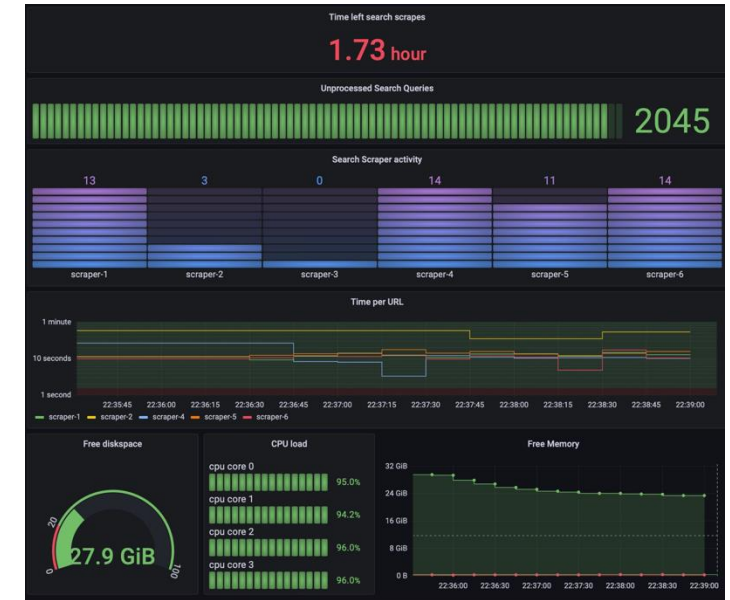 Time left search scrapes
1.73 hour
Unprocessed Search Queries
2045
Search Scraper activity
13 3 0 14 11 14
scraper-1 scraper-2 scraper-3 scraper-4 scraper-5 scraper-6
Time per URL
1 minute
10 seconds
1 second
22:35:45 22:36:00 22:36:15 22:36:30 22:36:45 22:37:00 22:37:15 22:37:30 22:37:45 22:38:00 22:38:15 22:38:30 22:38:45 22:39:00
scraper-1 scraper-2 scraper-4 scraper-5 scraper-6
Free diskspace
20
27.9 GiB
0
100
CPU load
cpu core 0
95.0%
cpu core 1
94.2%
cpu core 2
96.0%
cpu core 3
96.0%
Free Memory
32 GiB
24 GiB
16 GiB
8 GiB
0 B
22:36:00 22:36:30 22:37:00 22:37:30 22:38:00 22:38:30 22:39:00